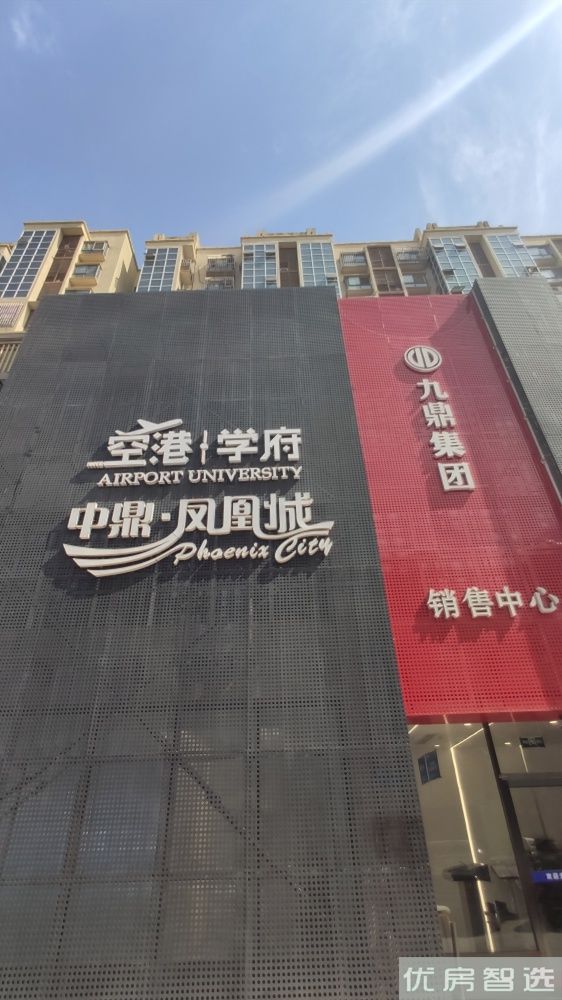 空港 学府
AIRPORT UNIVERSITY
中鼎·凤凰城
Phoenix City
九鼎集团
销售中心
优房智选